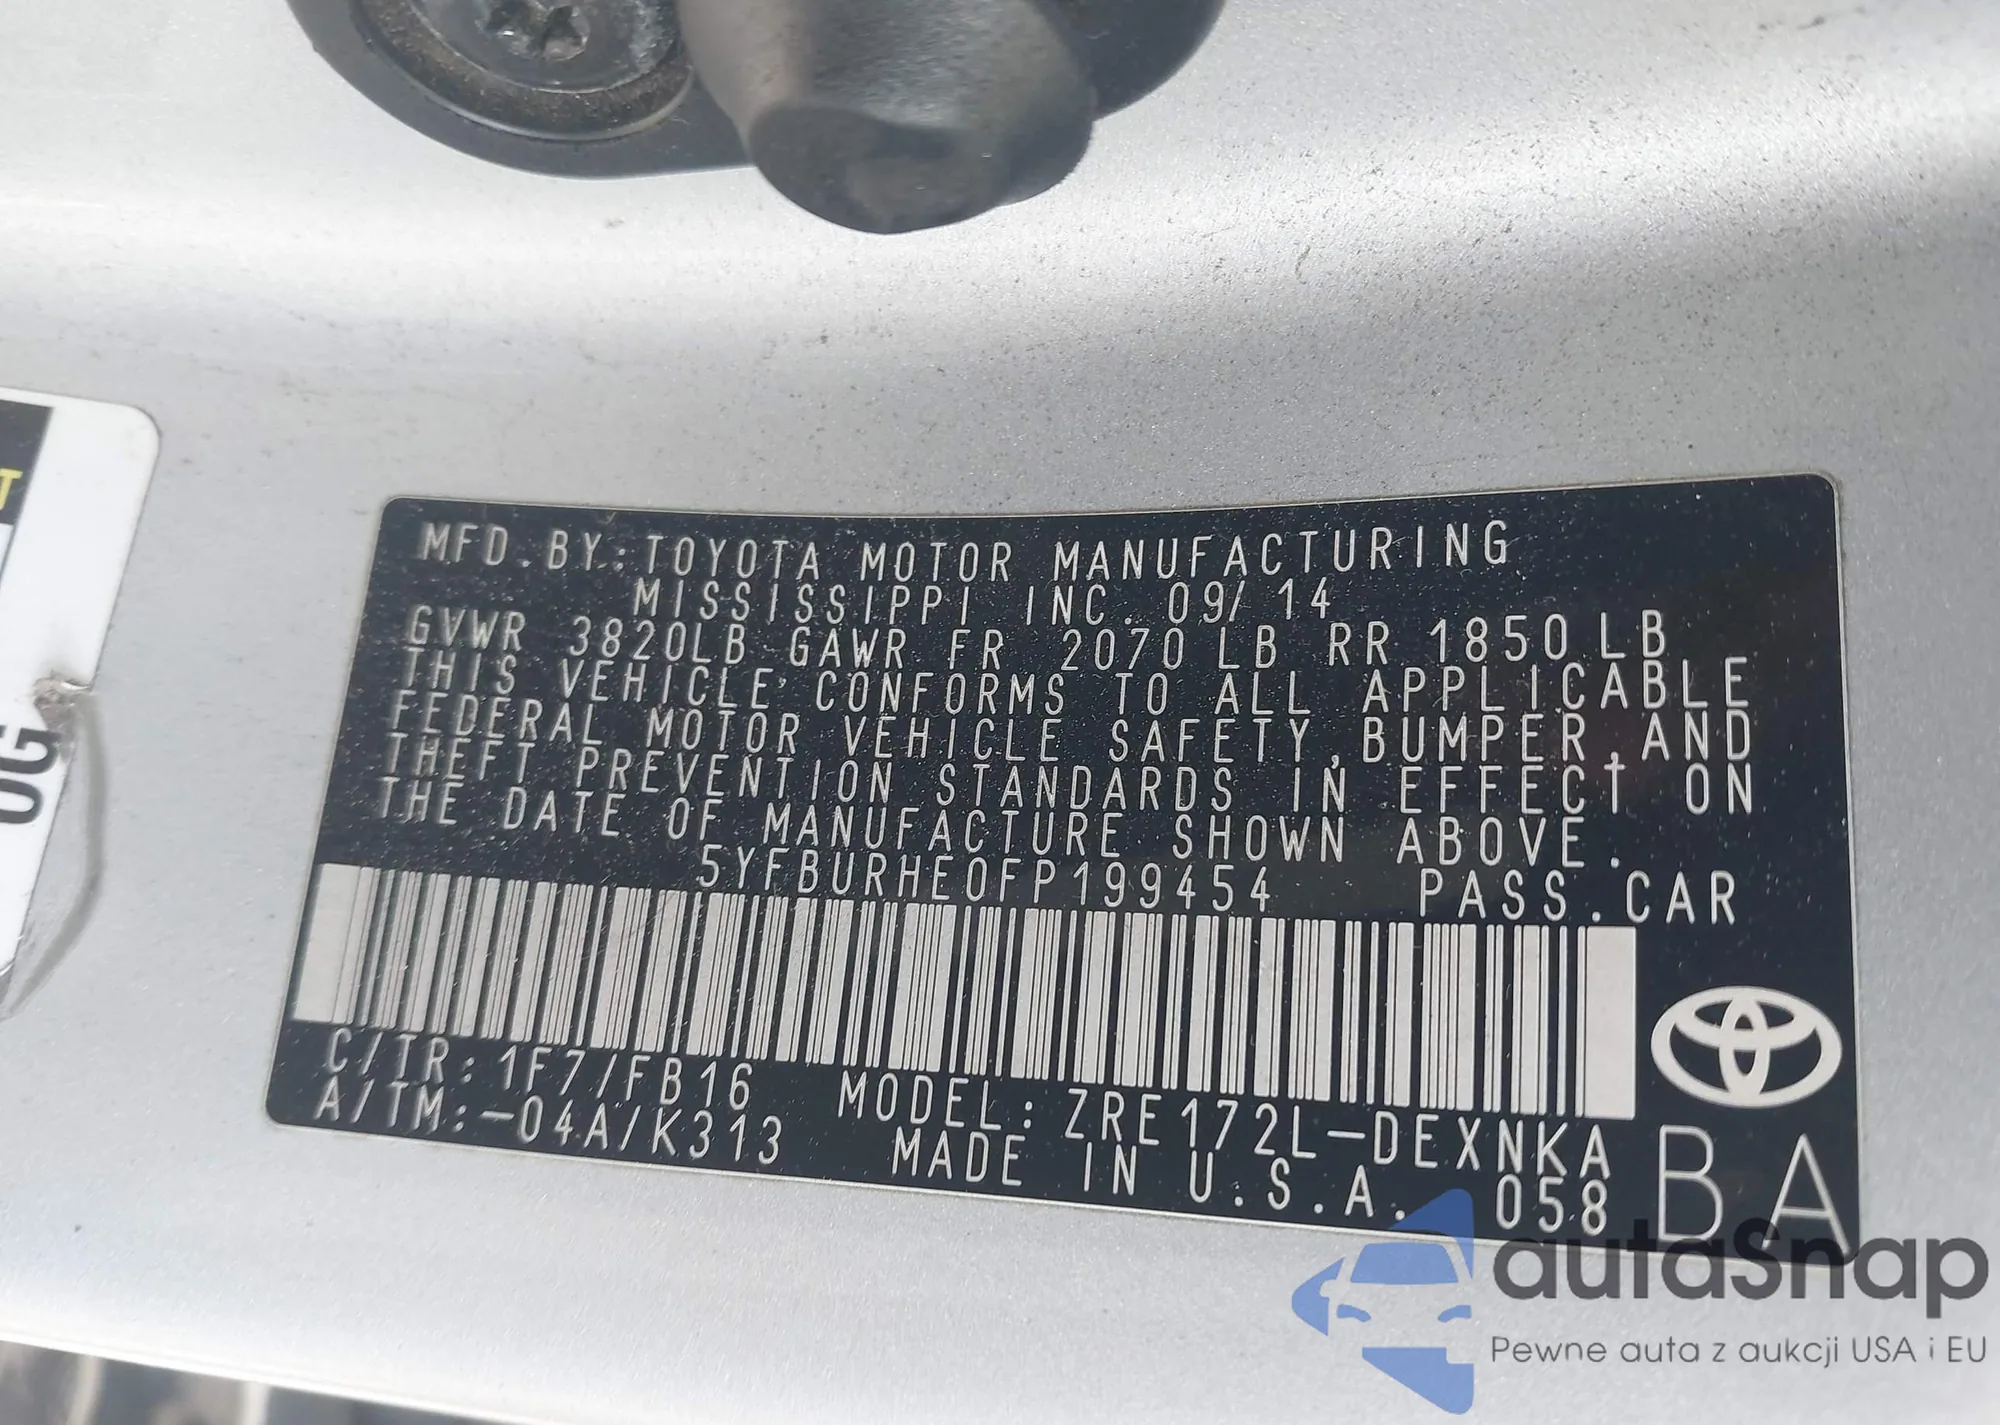 MFD.BY:TOYOTA MOTOR MANUFACTURING
MISSISSIPPI INC. 09/14
GVWR 3820LB GAWR FR 2070 LB RR 1850 LB
THIS VEHICLE CONFORMS TO ALL APPLICABLE
FEDERAL MOTOR VEHICLE SAFETY,BUMPER,AND
THEFT PREVENTION STANDARDS IN EFFECT ON
THE DATE OF MANUFACTURE SHOWN ABOVE.
5YFBURHE0FP199454 PASS.CAR
C/TR:1F7/FB16 MODEL:ZRE172L-DEXNKA
A/TM:-04A/K313 MADE IN U.S.A. 058
BA
T
OG
autaSnap
Pewne auta z aukcji USA i EU